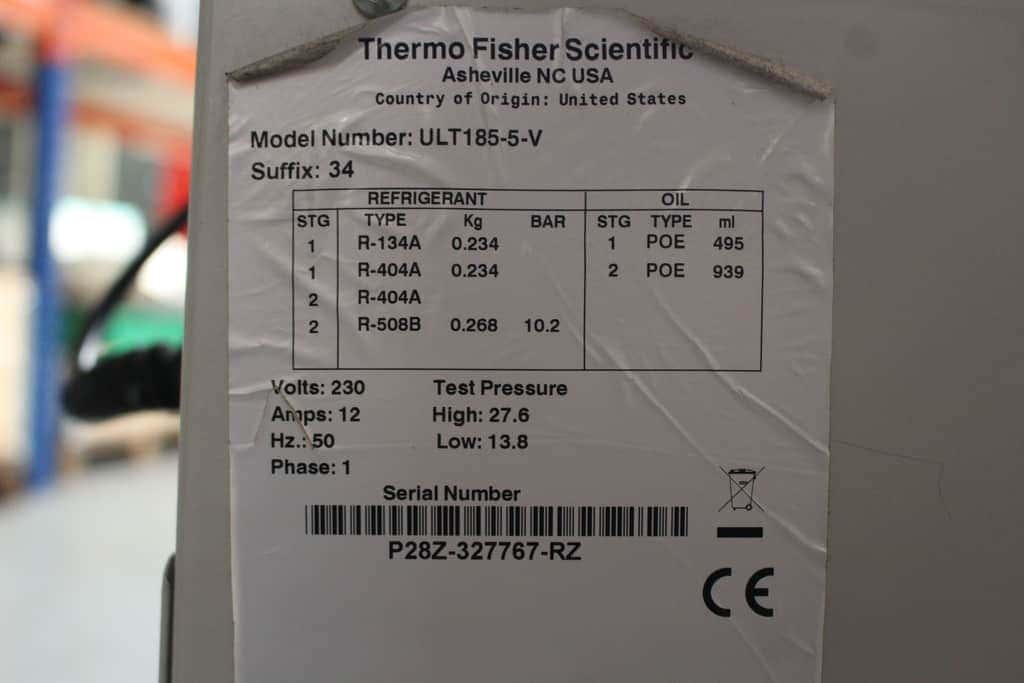 Thermo Fisher Scientific
Asheville NC USA
Country of Origin: United States
Model Number: ULT185-5-V
Suffix: 34
REFRIGERANT OIL
STG TYPE Kg BAR STG TYPE ml
1 R-134A 0.234 1 POE 495
1 R-404A 0.234 2 POE 939
2 R-404A
2 R-508B 0.268 10.2
Volts: 230 Test Pressure
Amps: 12 High: 27.6
Hz.: 50 Low: 13.8
Phase: 1
Serial Number
P28Z-327767-RZ
CE